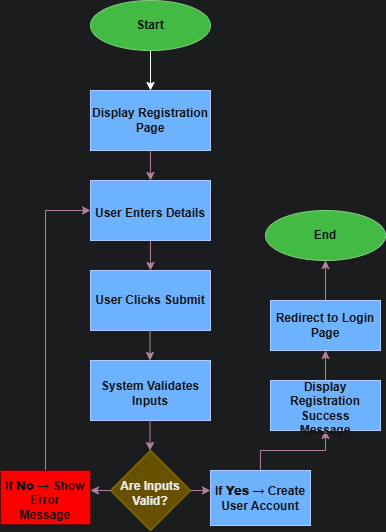 Start
Display Registration
Page
User Enters Details
User Clicks Submit
System Validates
Inputs
Are Inputs
Valid?
If No → Show
Error
Message
If Yes → Create
User Account
Display
Registration
Success
Message
Redirect to Login
Page
End